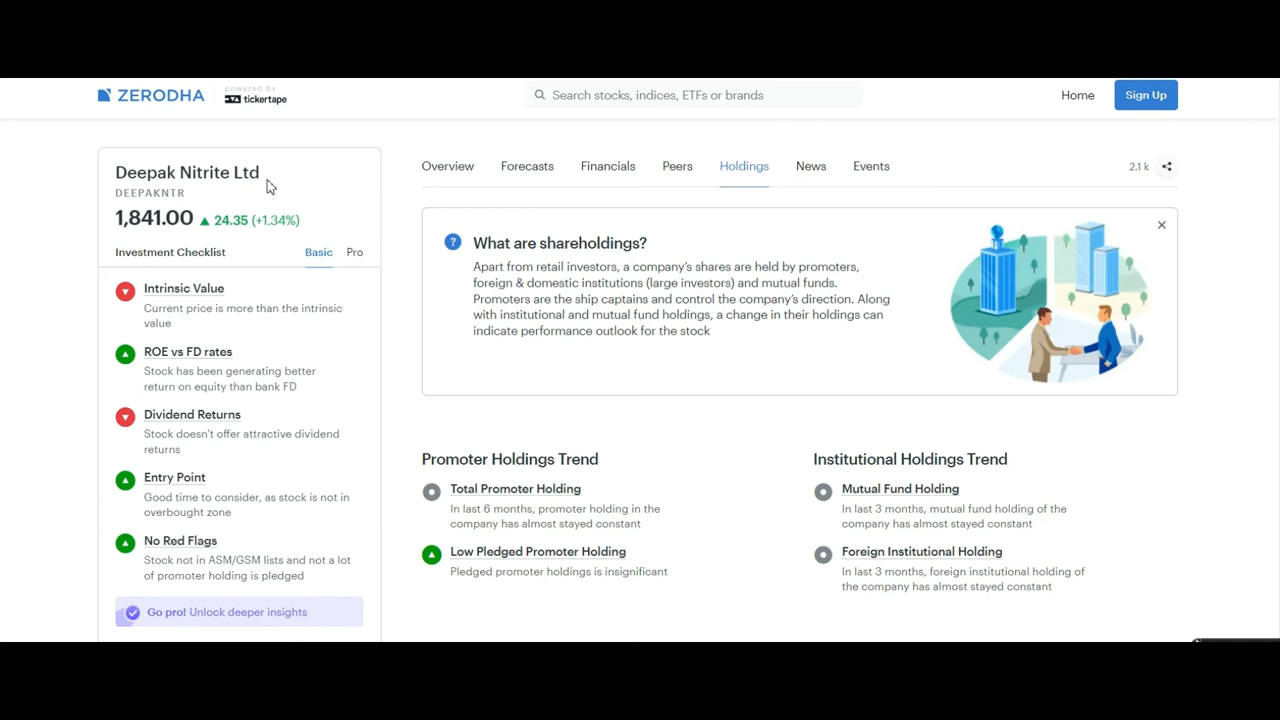 ZERODHA
powered by
tickertape
Search stocks, indices, ETFs or brands
Home
Sign Up
Deepak Nitrite Ltd
DEEPAKNTR
1,841.00 ▲ 24.35 (+1.34%)
Investment Checklist
Basic
Pro
Intrinsic Value
Current price is more than the intrinsic
value
ROE vs FD rates
Stock has been generating better
return on equity than bank FD
Dividend Returns
Stock doesn't offer attractive dividend
returns
Entry Point
Good time to consider, as stock is not in
overbought zone
No Red Flags
Stock not in ASM/GSM lists and not a lot
of promoter holding is pledged
Go pro! Unlock deeper insights
Overview
Forecasts
Financials
Peers
Holdings
News
Events
2.1 k
?
What are shareholdings?
Apart from retail investors, a company's shares are held by promoters,
foreign & domestic institutions (large investors) and mutual funds.
Promoters are the ship captains and control the company's direction. Along
with institutional and mutual fund holdings, a change in their holdings can
indicate performance outlook for the stock
Promoter Holdings Trend
Total Promoter Holding
In last 6 months, promoter holding in the
company has almost stayed constant
Low Pledged Promoter Holding
Pledged promoter holdings is insignificant
Institutional Holdings Trend
Mutual Fund Holding
In last 3 months, mutual fund holding of the
company has almost stayed constant
Foreign Institutional Holding
In last 3 months, foreign institutional holding of
the company has almost stayed constant